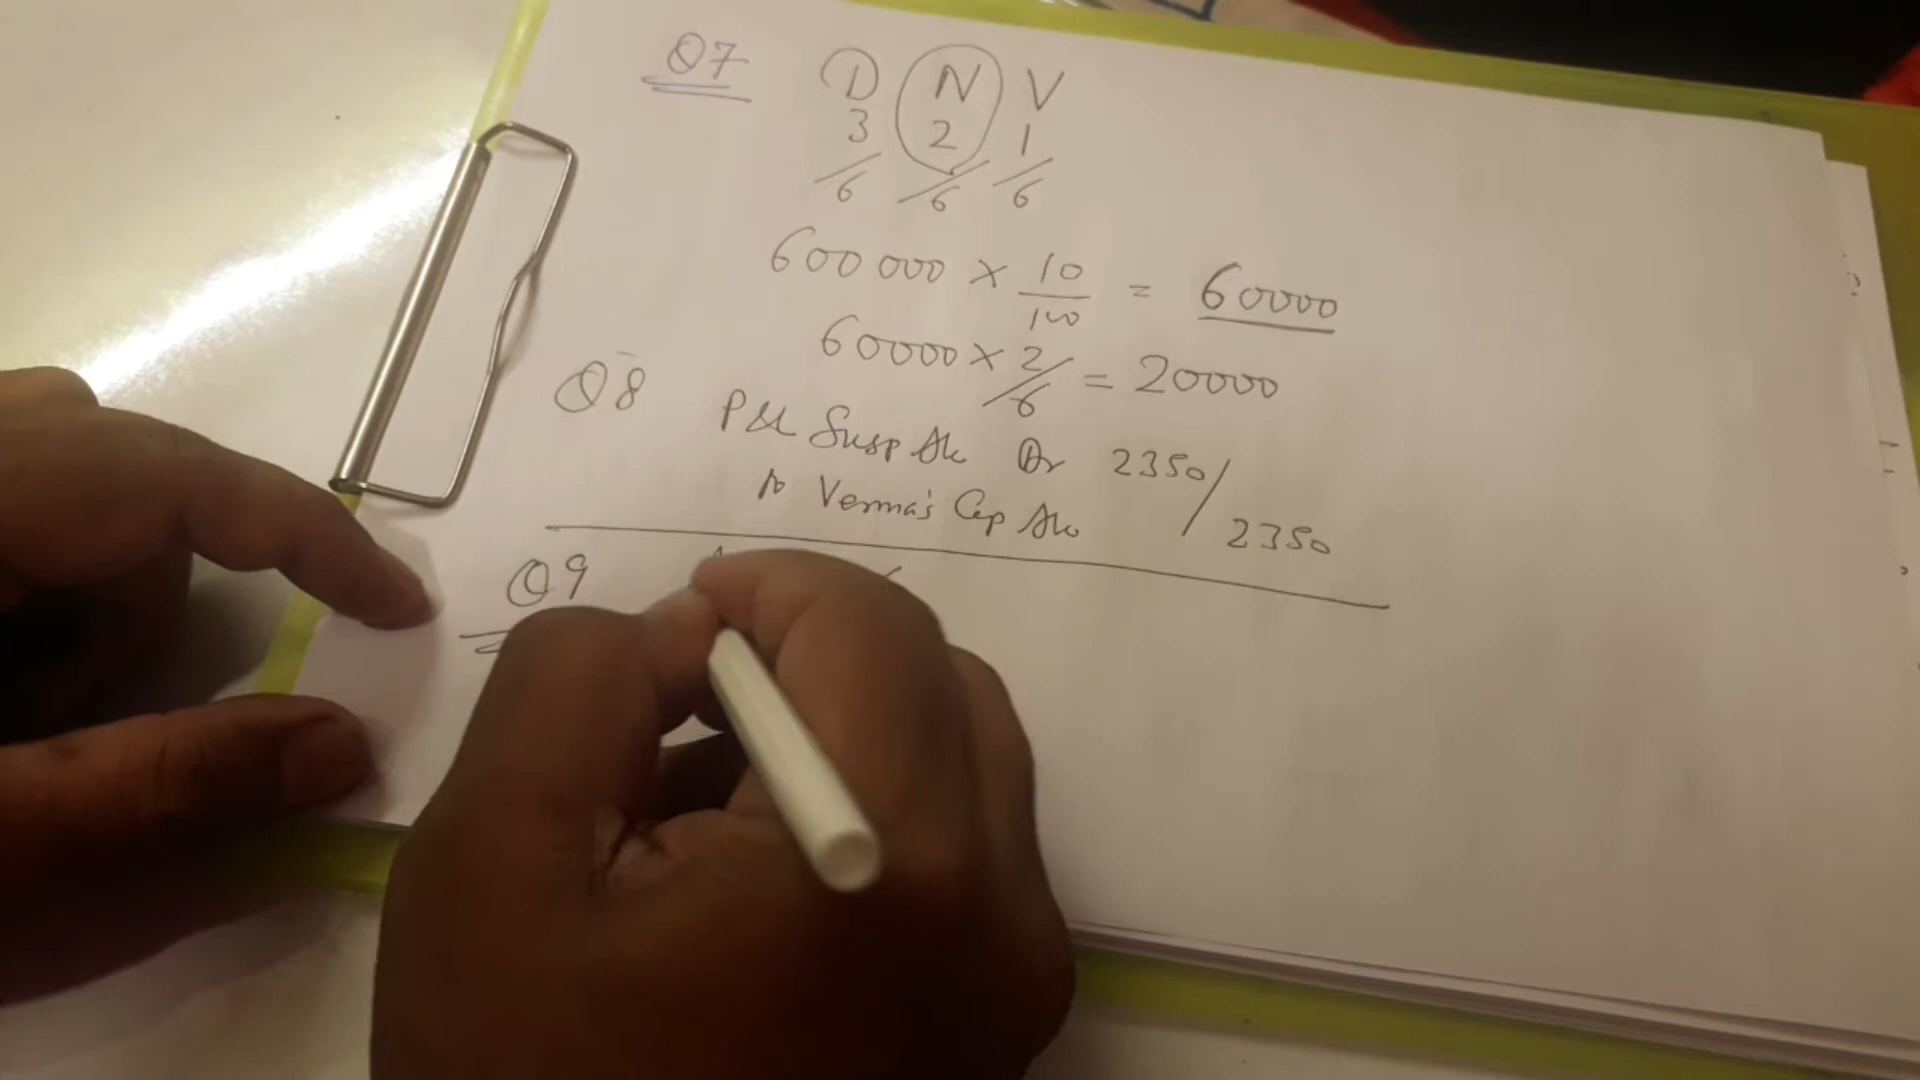 Q7 D N V
3 2 1
/6 /6 /6
600000 × 10/100 = 60000
60000 × 2/6 = 20000
Q8 P&L Susp A/c Dr 2350/
to Verma's Cap A/c 2350
Q9